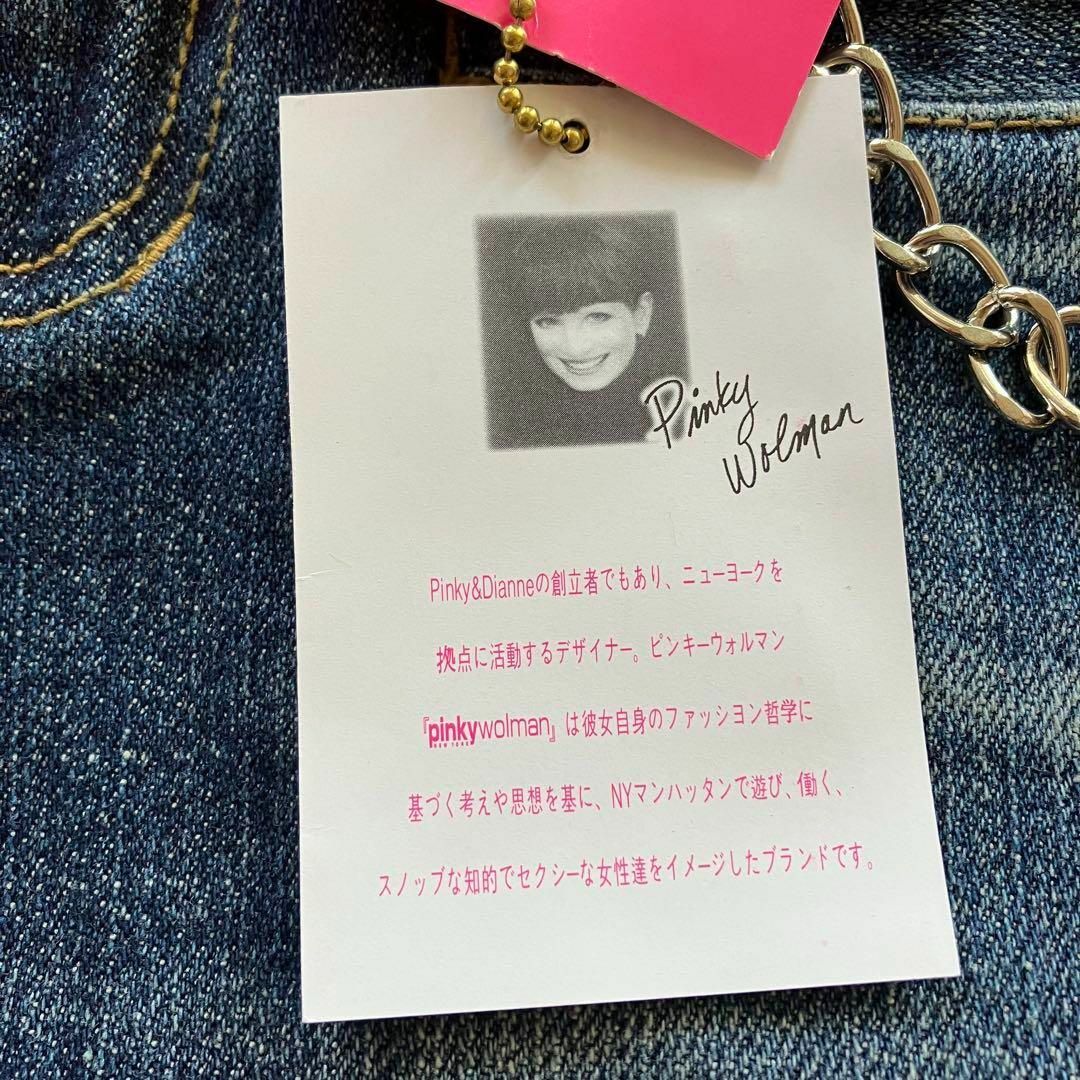 Pinky
Wolman
Pinky&Dianneの創立者でもあり、ニューヨークを
拠点に活動するデザイナー。ピンキーウォルマン
『pinkywolman』は彼女自身のファッション哲学に
NEW YORK
基づく考えや思想を基に、NYマンハッタンで遊び、働く、
スノッブな知的でセクシーな女性達をイメージしたブランドです。